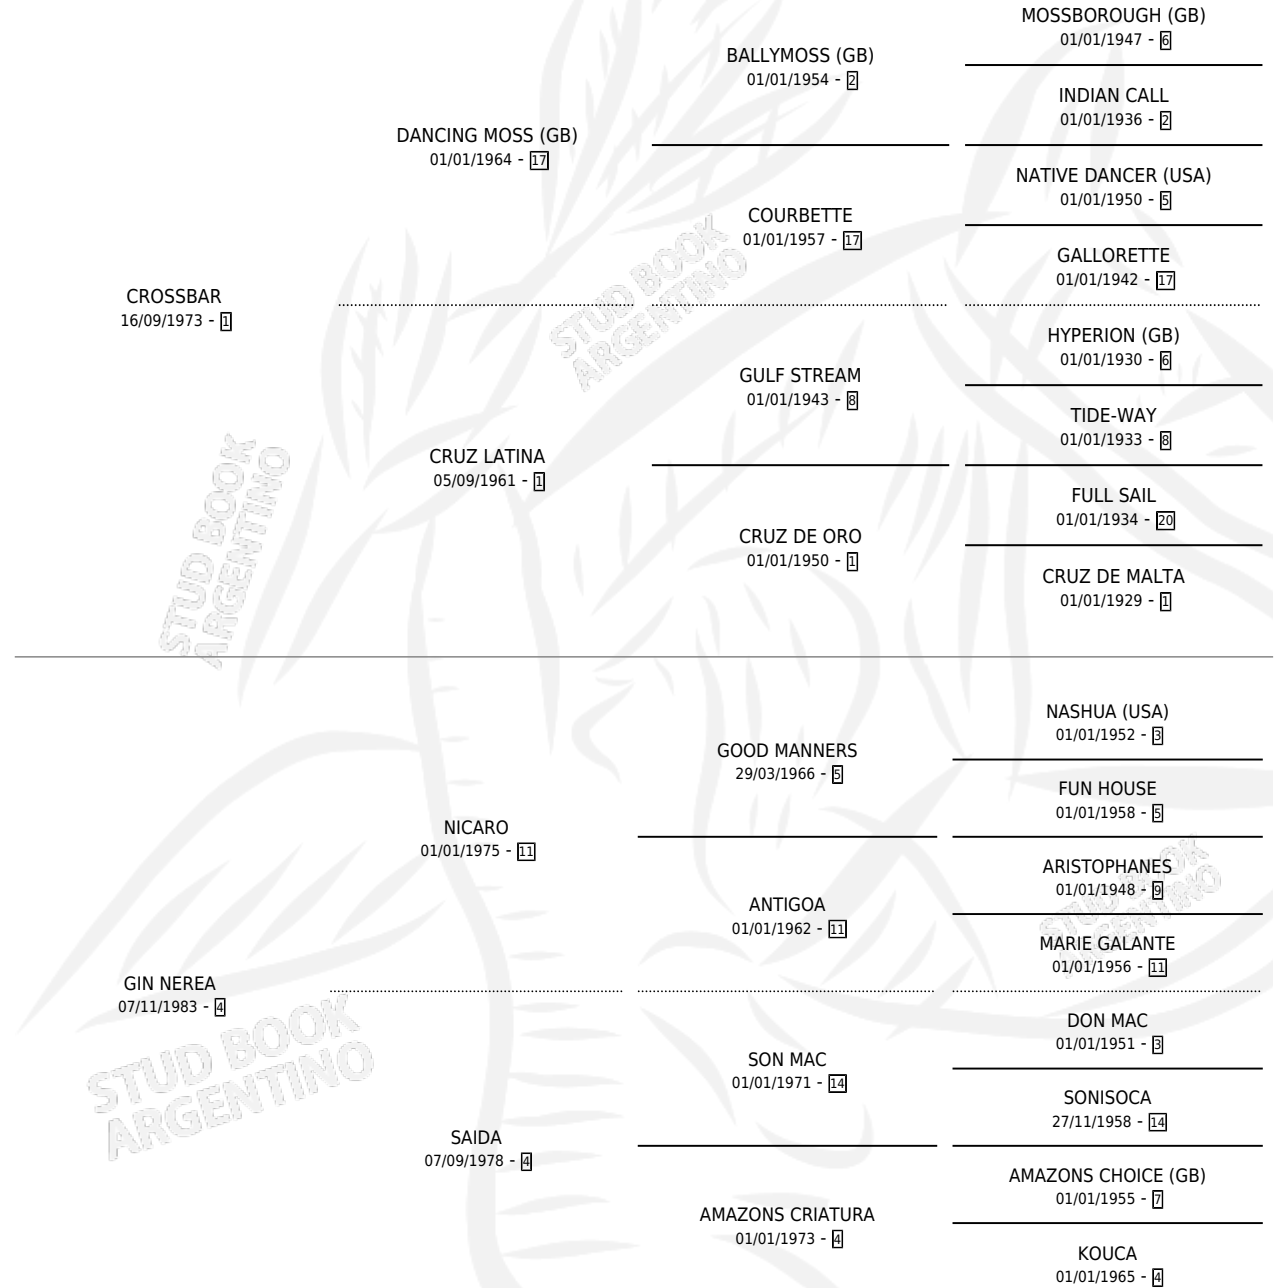 MOSSBOROUGH (GB)
01/01/1947 - 6
BALLYMOSS (GB)
01/01/1954 - 2
INDIAN CALL
01/01/1936 - 2
DANCING MOSS (GB)
01/01/1964 - 17
NATIVE DANCER (USA)
01/01/1950 - 5
COURBETTE
01/01/1957 - 17
GALLORETTE
01/01/1942 - 17
CROSSBAR
16/09/1973 - 1
HYPERION (GB)
01/01/1930 - 6
GULF STREAM
01/01/1943 - 8
TIDE-WAY
01/01/1933 - 8
CRUZ LATINA
05/09/1961 - 1
FULL SAIL
01/01/1934 - 20
CRUZ DE ORO
01/01/1950 - 1
CRUZ DE MALTA
01/01/1929 - 1
STUD BOOK
ARGENTINO
STUD BOOK
ARGENTINO
NASHUA (USA)
01/01/1952 - 3
GOOD MANNERS
29/03/1966 - 5
FUN HOUSE
01/01/1958 - 5
NICARO
01/01/1975 - 11
ARISTOPHANES
01/01/1948 - 9
ANTIGOA
01/01/1962 - 11
MARIE GALANTE
01/01/1956 - 11
STUD BOOK
ARGENTINO
GIN NEREA
07/11/1983 - 4
DON MAC
01/01/1951 - 3
SON MAC
01/01/1971 - 14
SONISOCA
27/11/1958 - 14
SAIDA
07/09/1978 - 4
AMAZONS CHOICE (GB)
01/01/1955 - 7
AMAZONS CRIATURA
01/01/1973 - 4
KOUCA
01/01/1965 - 4
STUD BOOK
ARGENTINO